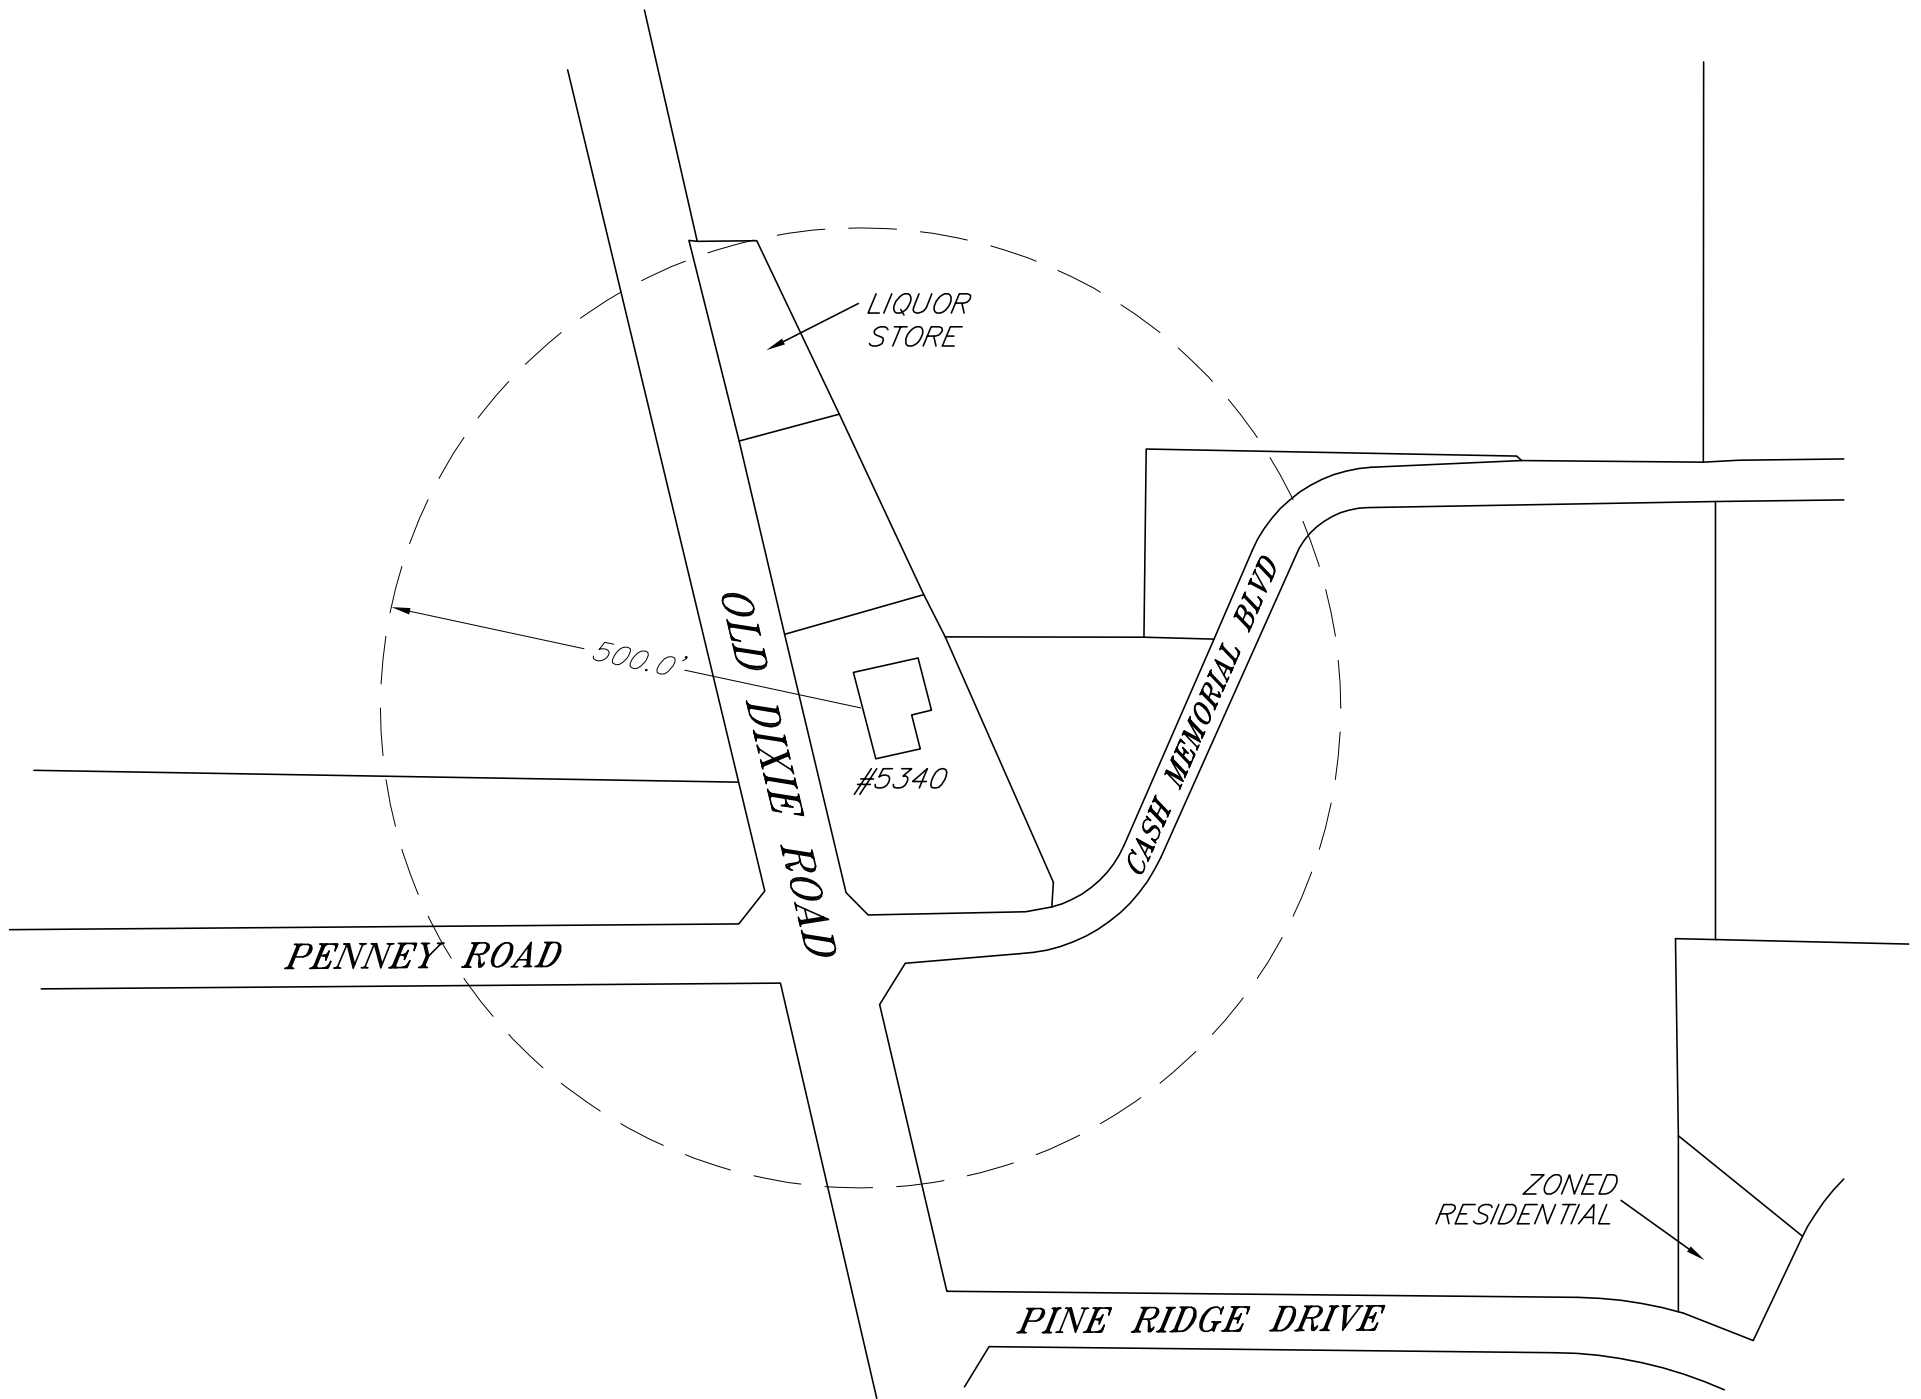 LIQUOR
STORE
OLD DIXIE ROAD
500.0'
CASH MEMORIAL BLVD
#5340
PENNEY ROAD
ZONED
RESIDENTIAL
PINE RIDGE DRIVE